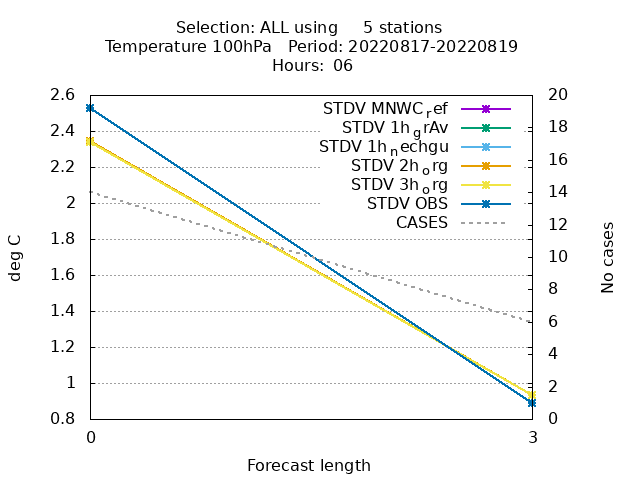 Selection: ALL using     5 stations
Temperature 100hPa   Period: 20220817-20220819
Hours:  06
2.6
2.4
2.2
2
1.8
1.6
1.4
1.2
1
0.8
20
18
16
14
12
10
8
6
4
2
0
STDV MNWC_ref
STDV 1h_grAv
STDV 1h_nechgu
STDV 2h_org
STDV 3h_org
STDV OBS
CASES
deg C
No cases
0
3
Forecast length